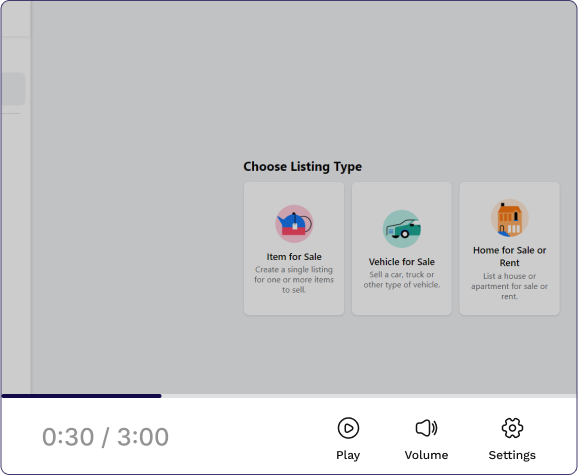 Choose Listing Type
Item for Sale
Create a single listing
for one or more items
to sell.
Vehicle for Sale
Sell a car, truck or
other type of vehicle.
Home for Sale or
Rent
List a house or
apartment for sale or
rent.
0:30 / 3:00
Play
Volume
Settings